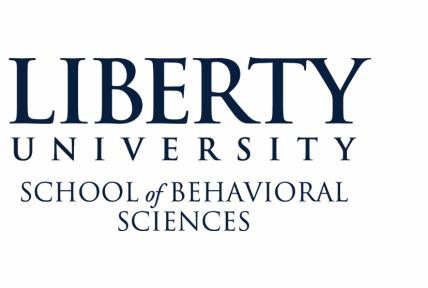 LIBERTY
UNIVERSITY
SCHOOL of BEHAVIORAL
SCIENCES